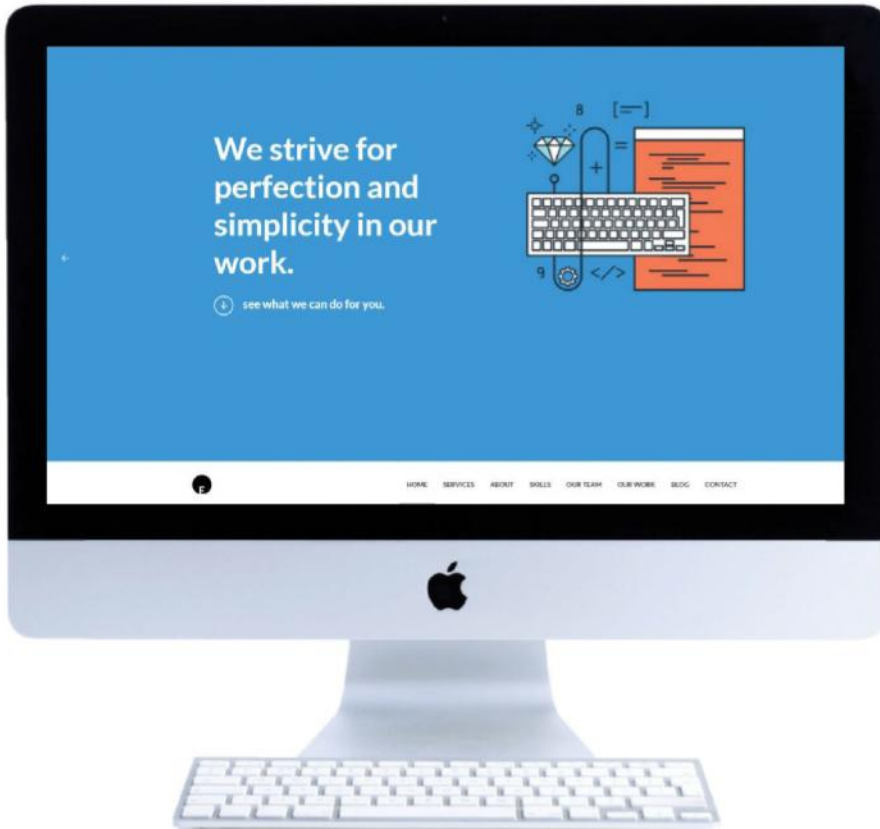 We strive for
perfection and
simplicity in our
work.
see what we can do for you.
8 [=-]
=
+
9 </>
F
HOME SERVICES ABOUT SKILLS OUR TEAM OUR WORK BLOG CONTACT